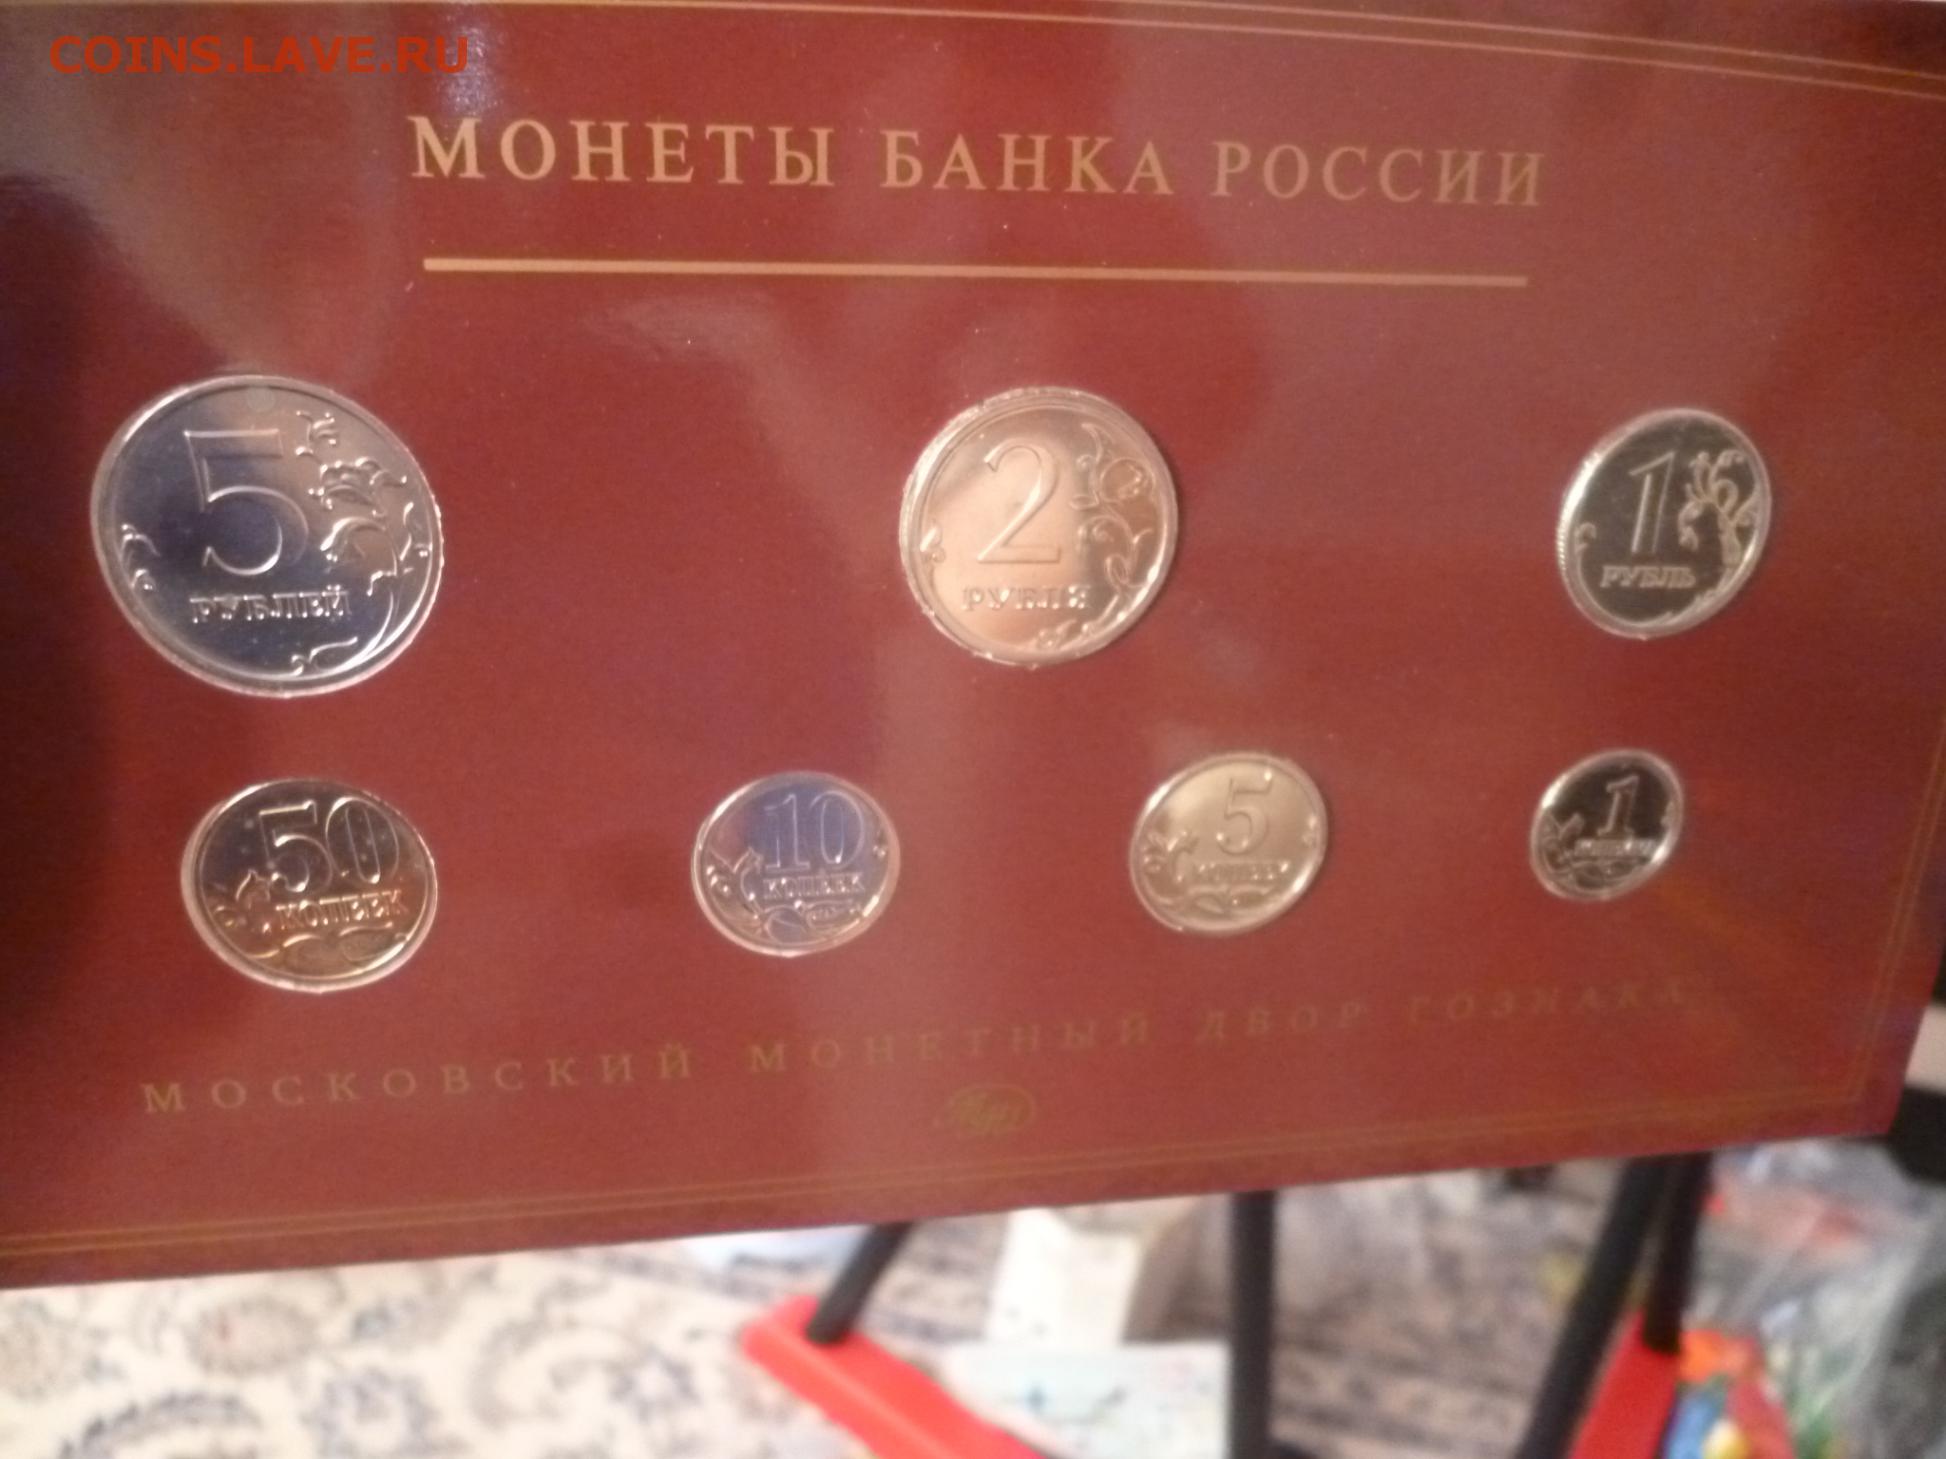 COINS.LAVE.RU
МОНЕТЫ БАНКА РОССИИ
5 РУБЛЕЙ
2 РУБЛЯ
1 РУБЛЬ
50 КОПЕЕК
10 КОПЕЕК
5 КОПЕЕК
1
МОСКОВСКИЙ МОНЕТНЫЙ ДВОР ГОЗНАКА